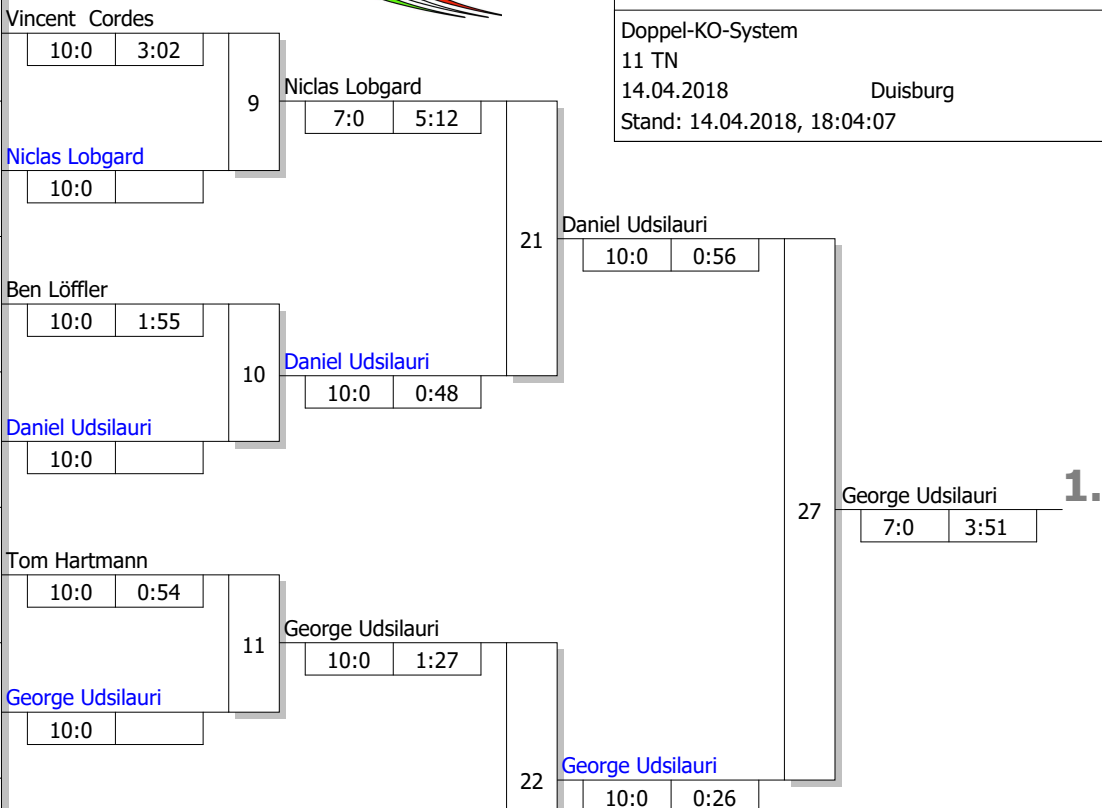 Vincent  Cordes
10:0 3:02
Doppel-KO-System
11 TN
14.04.2018 Duisburg
Stand: 14.04.2018, 18:04:07
9
Niclas Lobgard
7:0 5:12
Niclas Lobgard
10:0
21
Daniel Udsilauri
10:0 0:56
Ben Löffler
10:0 1:55
10
Daniel Udsilauri
10:0 0:48
Daniel Udsilauri
10:0
27
George Udsilauri 1.
7:0 3:51
Tom Hartmann
10:0 0:54
11
George Udsilauri
10:0 1:27
George Udsilauri
10:0
22
George Udsilauri
10:0 0:26